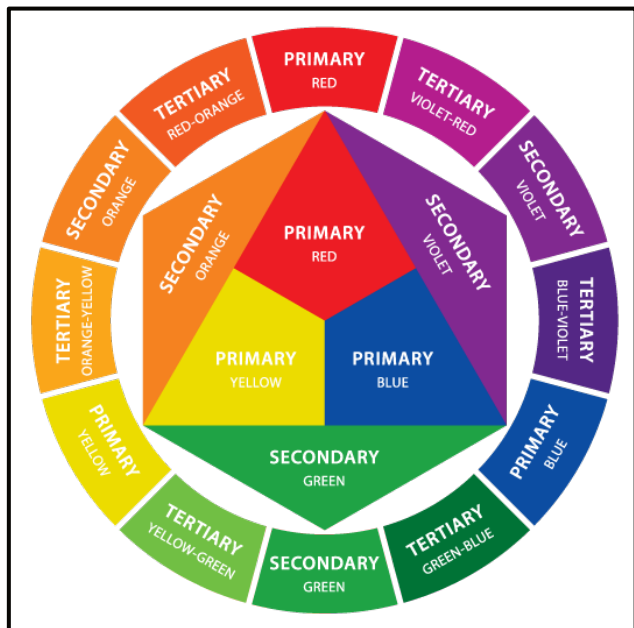 PRIMARY
RED
TERTIARY
VIOLET-RED
SECONDARY
VIOLET
TERTIARY
BLUE-VIOLET
PRIMARY
BLUE
TERTIARY
GREEN-BLUE
SECONDARY
GREEN
TERTIARY
YELLOW-GREEN
PRIMARY
YELLOW
TERTIARY
ORANGE-YELLOW
SECONDARY
ORANGE
TERTIARY
RED-ORANGE
PRIMARY
RED
SECONDARY
ORANGE
SECONDARY
VIOLET
PRIMARY
YELLOW
PRIMARY
BLUE
SECONDARY
GREEN